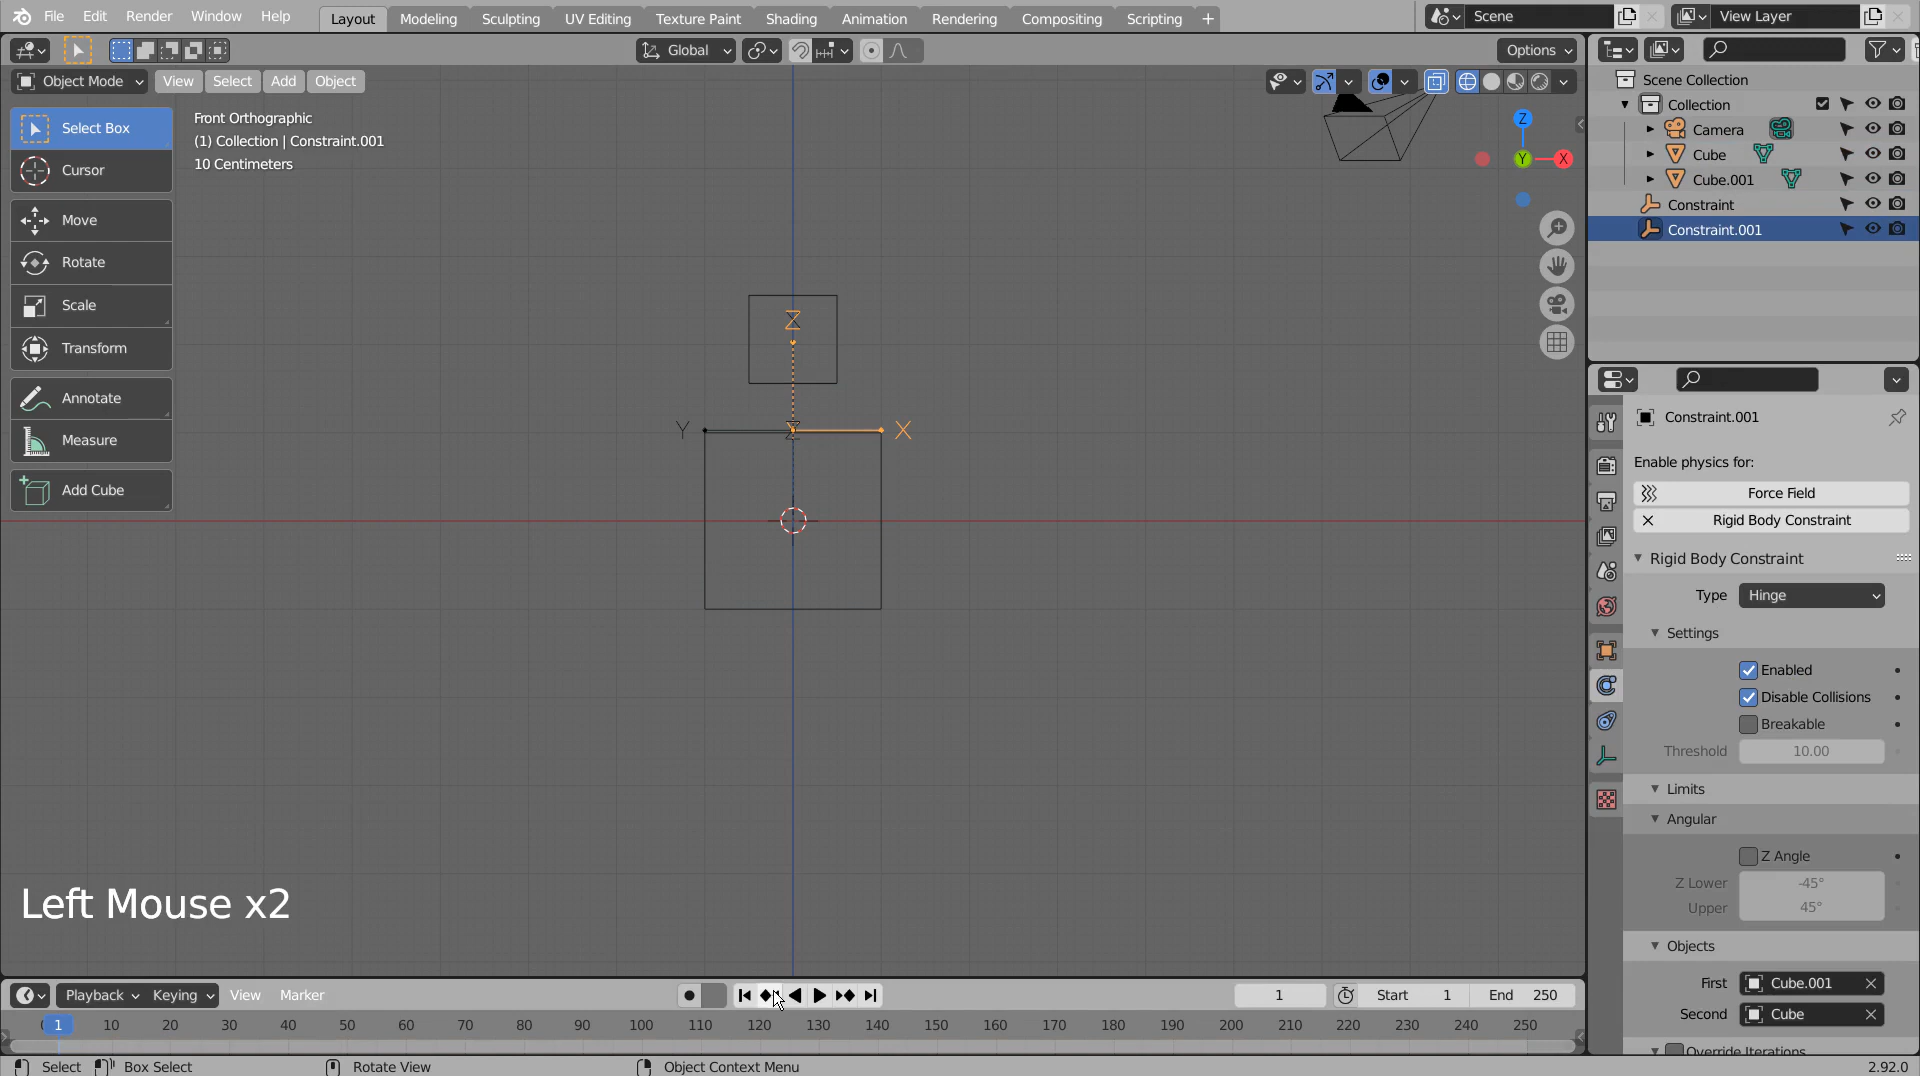 File Edit Render Window Help Layout Modeling Sculpting UV Editing Texture Paint Shading Animation Rendering Compositing Scripting + Scene View Layer
Global Options
Object Mode View Select Add Object
Select Box
Cursor
Move
Rotate
Scale
Transform
Annotate
Measure
Add Cube
Front Orthographic
(1) Collection | Constraint.001
10 Centimeters
Z
Y
X
Z
Y X
Left Mouse x2
Scene Collection
Collection
Camera
Cube
Cube.001
Constraint
Constraint.001
Constraint.001
Enable physics for:
Force Field
Rigid Body Constraint
Rigid Body Constraint
Type Hinge
Settings
Enabled
Disable Collisions
Breakable
Threshold 10.00
Limits
Angular
Z Angle
Z Lower -45°
Upper 45°
Objects
First Cube.001
Second Cube
Override Iterations
Playback Keying View Marker 1 Start 1 End 250
1 10 20 30 40 50 60 70 80 90 100 110 120 130 140 150 160 170 180 190 200 210 220 230 240 250
Select Box Select Rotate View Object Context Menu 2.92.0